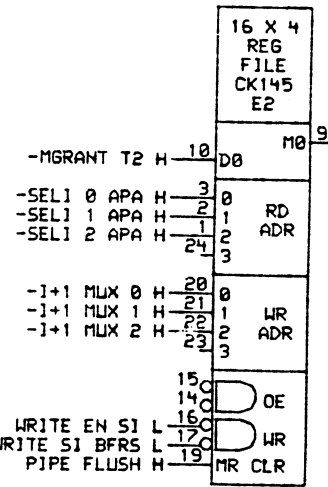 16 X 4
REG
FILE
CK145
E2
M0 9
-MGRANT T2 H 10 D0
-SELI 0 APA H 3 0
-SELI 1 APA H 2 1 RD
-SELI 2 APA H 1 2 ADR
24 3
-I+1 MUX 0 H 20 0
-I+1 MUX 1 H 21 1 WR
-I+1 MUX 2 H 22 2 ADR
23 3
15
14 OE
WRITE EN SI L 16
RITE SI BFRS L 17 WR
PIPE FLUSH H 19 MR CLR